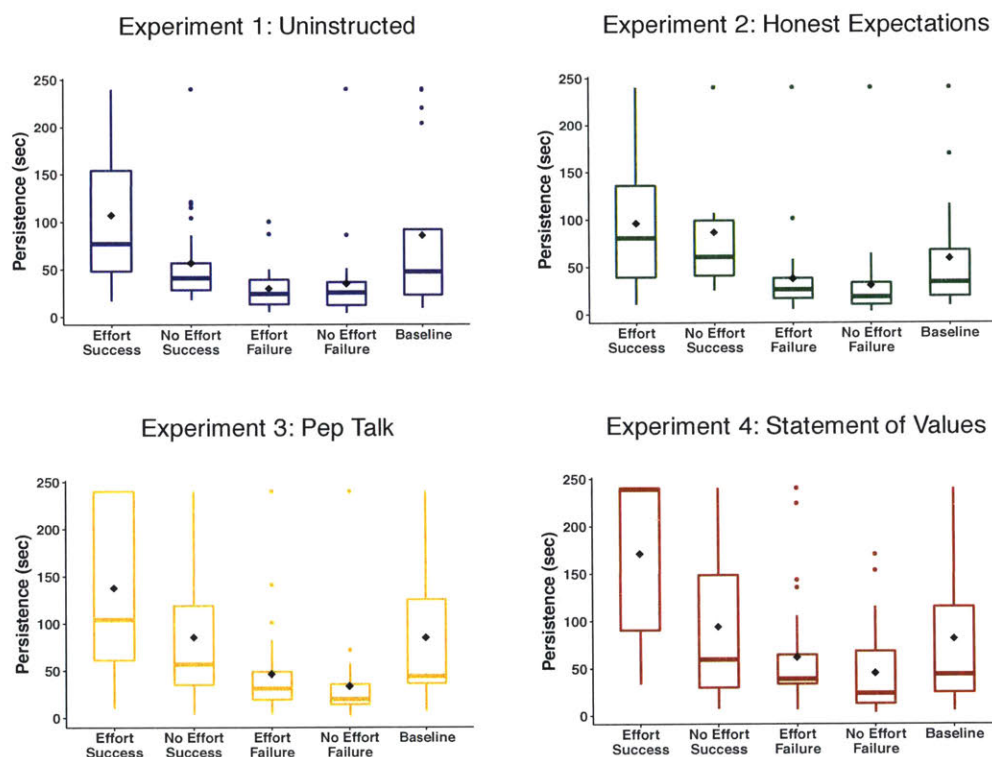 Experiment 1: Uninstructed
Persistence (sec)
250
200
150
100
50
0
Effort
Success
No Effort
Success
Effort
Failure
No Effort
Failure
Baseline
Experiment 2: Honest Expectations
Persistence (sec)
250
200
150
100
50
0
Effort
Success
No Effort
Success
Effort
Failure
No Effort
Failure
Baseline
Experiment 3: Pep Talk
Persistence (sec)
250
200
150
100
50
0
Effort
Success
No Effort
Success
Effort
Failure
No Effort
Failure
Baseline
Experiment 4: Statement of Values
Persistence (sec)
250
200
150
100
50
0
Effort
Success
No Effort
Success
Effort
Failure
No Effort
Failure
Baseline